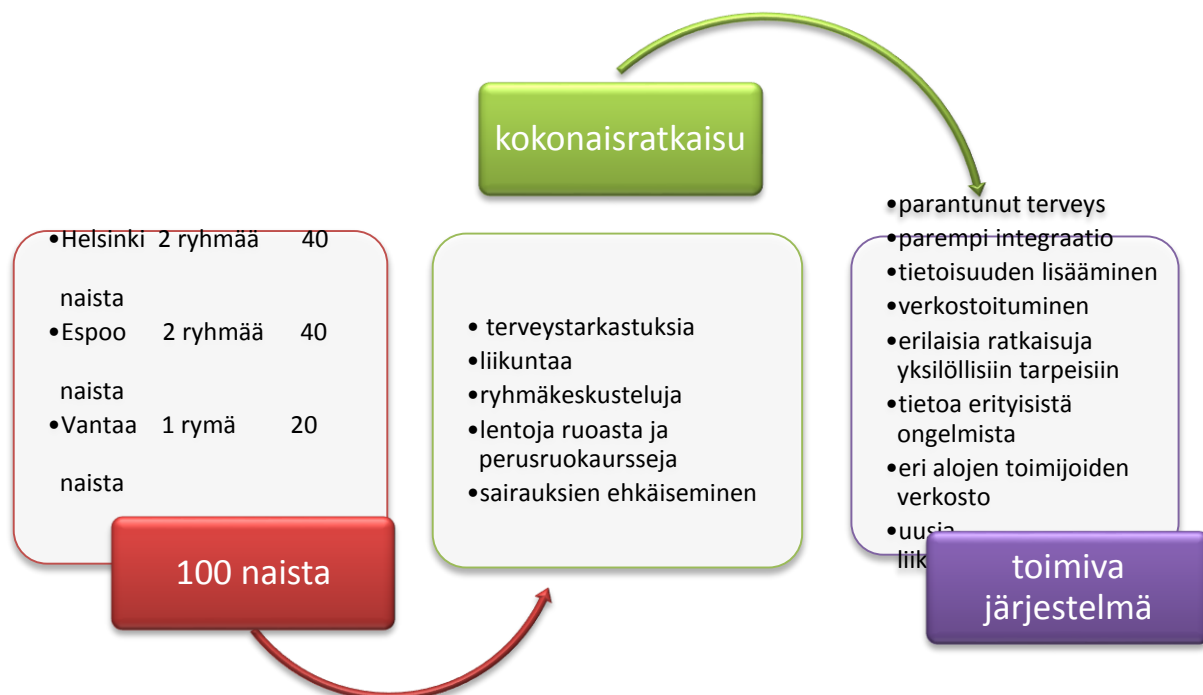 •Helsinki 2 ryhmää 40
naista
•Espoo 2 ryhmää 40
naista
•Vantaa 1 rymä 20
naista
100 naista
kokonaisratkaisu
• terveystarkastuksia
•liikuntaa
•ryhmäkeskusteluja
•lentoja ruoasta ja
perusruokaursseja
•sairauksien ehkäiseminen
•parantunut terveys
•parempi integraatio
•tietoisuuden lisääminen
•verkostoituminen
•erilaisia ratkaisuja
yksilöllisiin tarpeisiin
•tietoa erityisistä
ongelmista
•eri alojen toimijoiden
verkosto
•uusia
toimiva
järjestelmä